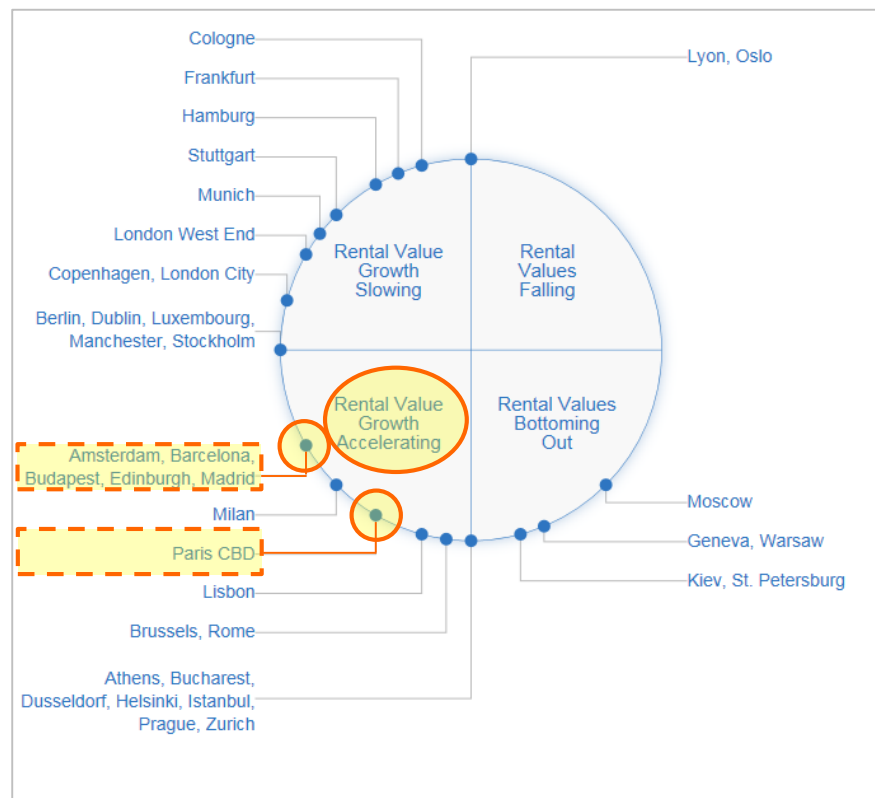 Cologne
Frankfurt
Hamburg
Stuttgart
Munich
London West End
Copenhagen, London City
Berlin, Dublin, Luxembourg,
Manchester, Stockholm
Amsterdam, Barcelona,
Budapest, Edinburgh, Madrid
Milan
Paris CBD
Lisbon
Brussels, Rome
Athens, Bucharest,
Dusseldorf, Helsinki, Istanbul,
Prague, Zurich
Lyon, Oslo
Rental Value
Growth
Slowing
Rental
Values
Falling
Rental Value
Growth
Accelerating
Rental Values
Bottoming
Out
Moscow
Geneva, Warsaw
Kiev, St. Petersburg